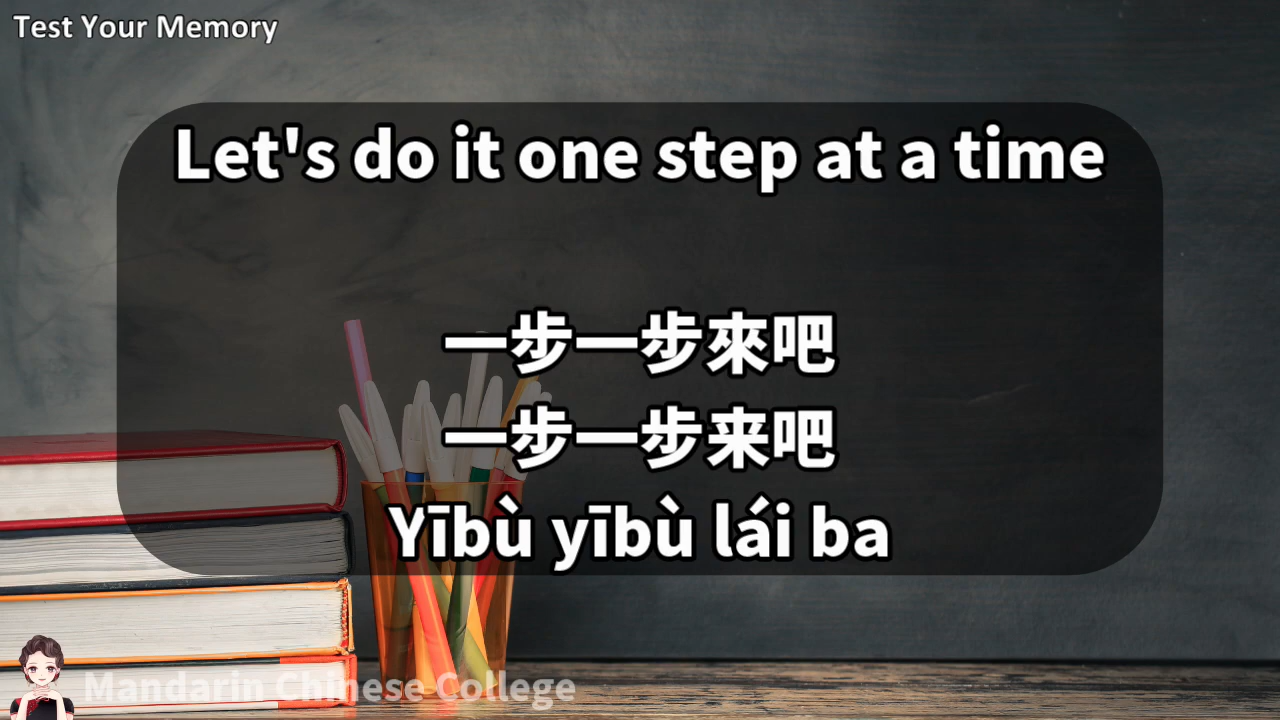 Test Your Memory
Let's do it one step at a time
一步一步來吧
一步一步来吧
Yībù yībù lái ba
Mandarin Chinese College